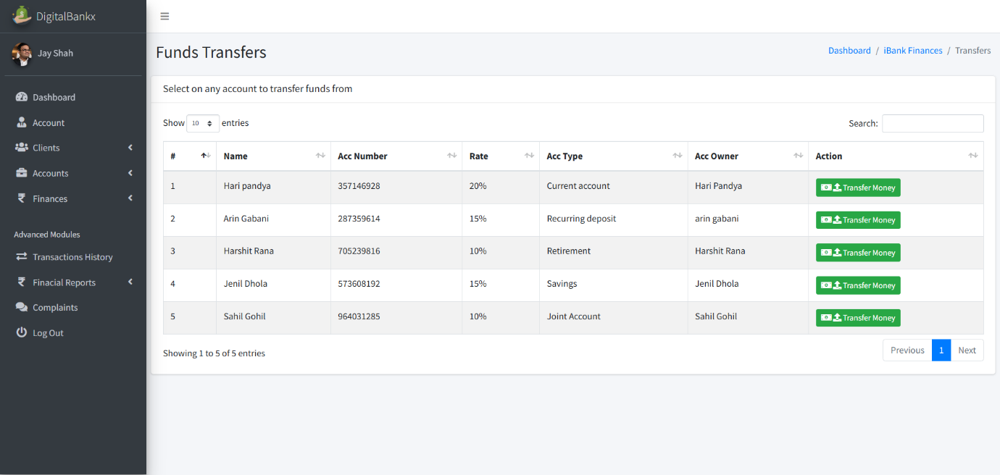 DigitalBankx
Jay Shah
Dashboard
Account
Clients
Accounts
Finances
Advanced Modules
Transactions History
Finacial Reports
Complaints
Log Out
Funds Transfers
Dashboard / iBank Finances / Transfers
Select on any account to transfer funds from
Show 10 entries
Search:
# Name Acc Number Rate Acc Type Acc Owner Action
1 Hari pandya 357146928 20% Current account Hari Pandya Transfer Money
2 Arin Gabani 287359614 15% Recurring deposit arin gabani Transfer Money
3 Harshit Rana 705239816 10% Retirement Harshit Rana Transfer Money
4 Jenil Dhola 573608192 15% Savings Jenil Dhola Transfer Money
5 Sahil Gohil 964031285 10% Joint Account Sahil Gohil Transfer Money
Showing 1 to 5 of 5 entries
Previous 1 Next